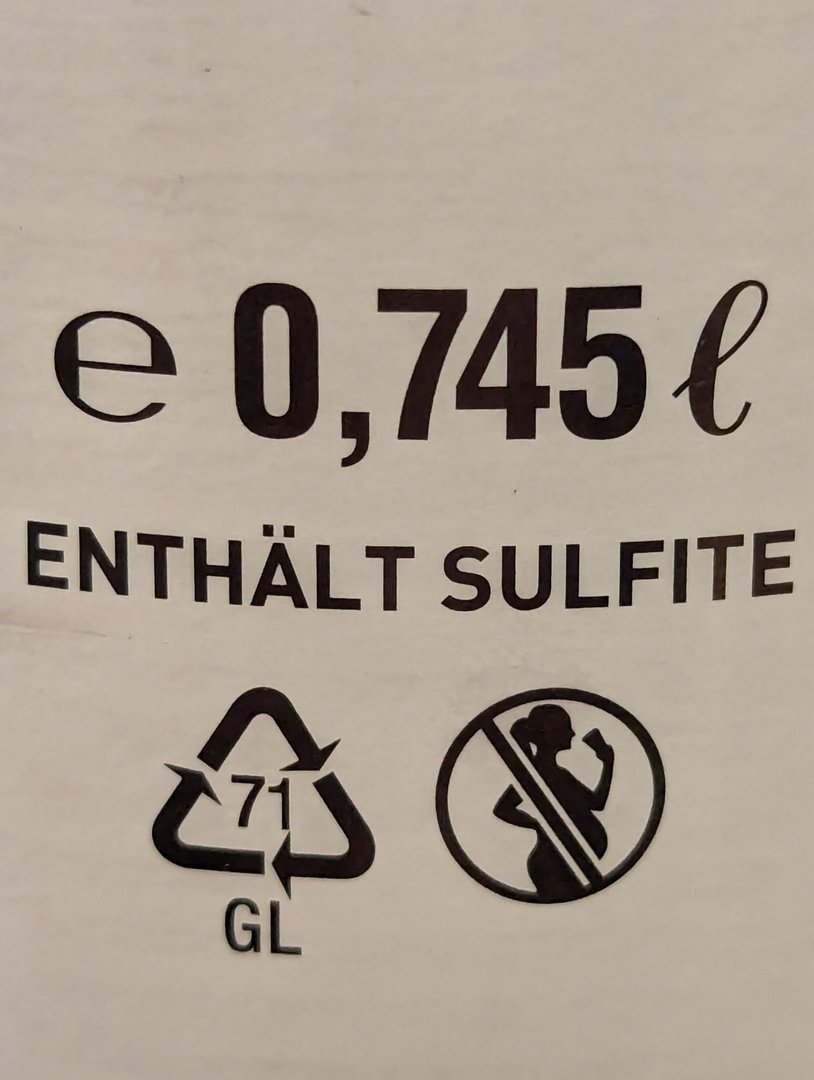 ℮ 0,745 ℓ
ENTHÄLT SULFITE
71
GL